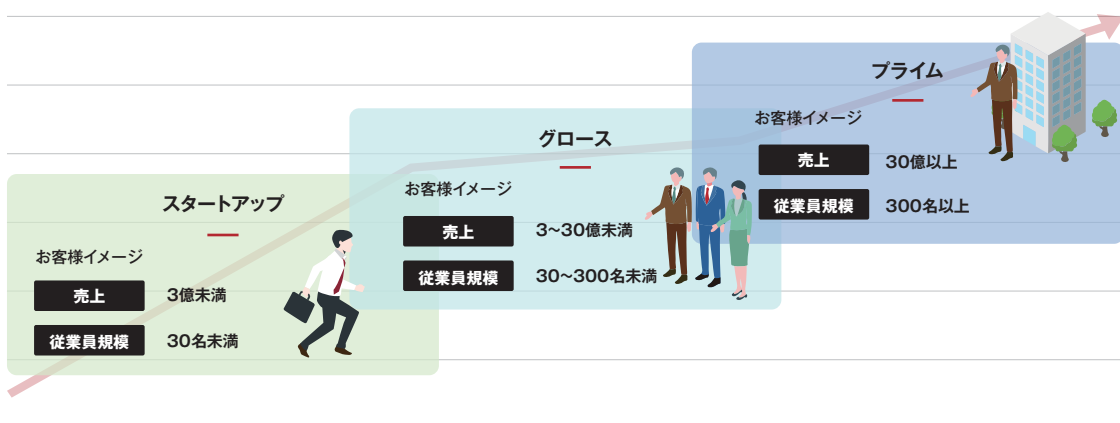 スタートアップ
お客様イメージ
売上 3億未満
従業員規模 30名未満
グロース
お客様イメージ
売上 3~30億未満
従業員規模 30~300名未満
プライム
お客様イメージ
売上 30億以上
従業員規模 300名以上